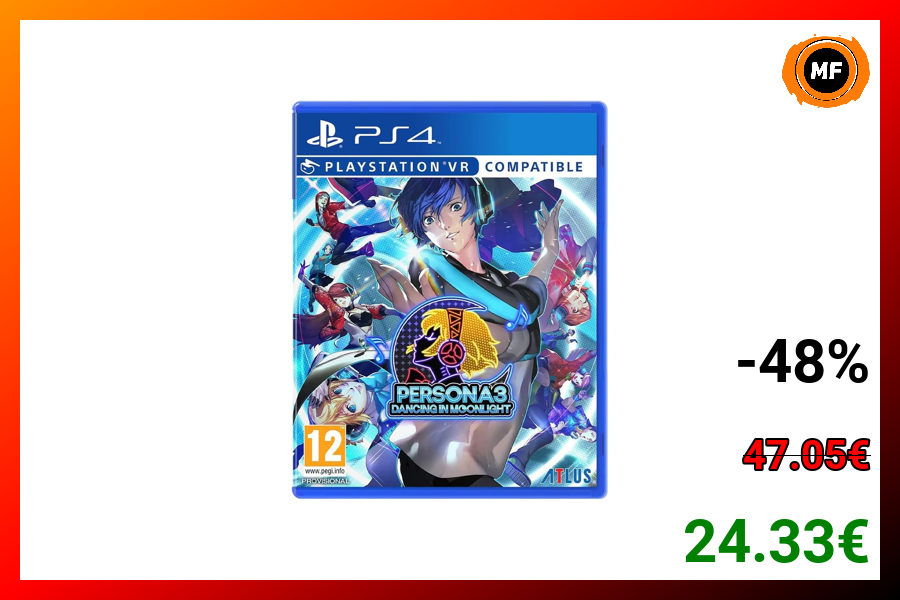 MF
PS4
PLAYSTATION®VR COMPATIBLE
PERSONA3
DANCING IN MOONLIGHT
12
www.pegi.info
PROVISIONAL
ATLUS
-48%
47.05€
24.33€